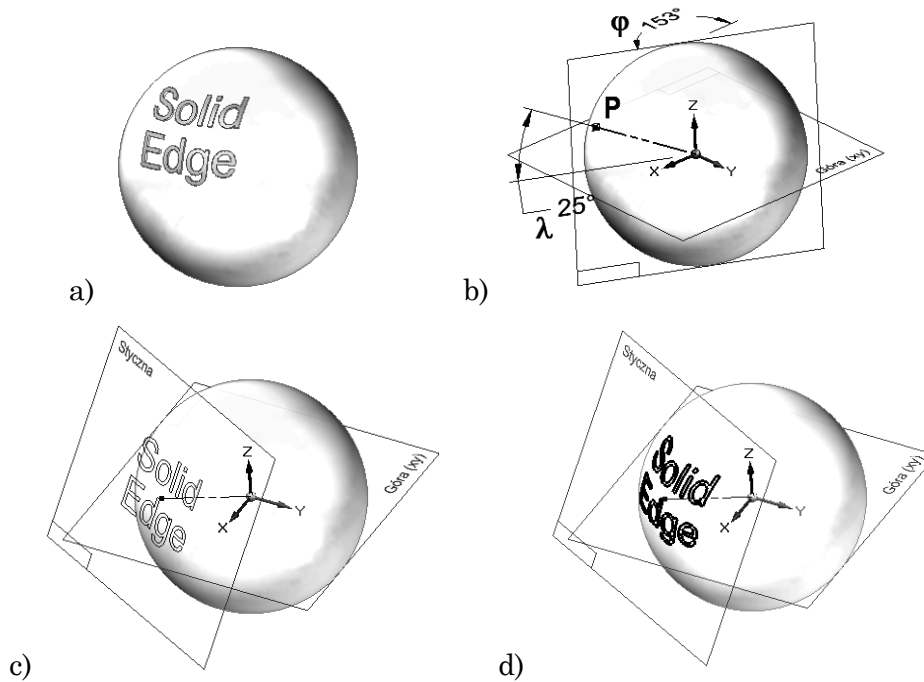 Solid
Edge
a)
φ 153°
P
Z
X
Y
Góra (xy)
λ 25°
b)
Styczna
Solid
Edge
Z
X
Y
Góra (xy)
c)
Styczna
Solid
Edge
Z
X
Y
Góra (xy)
d)